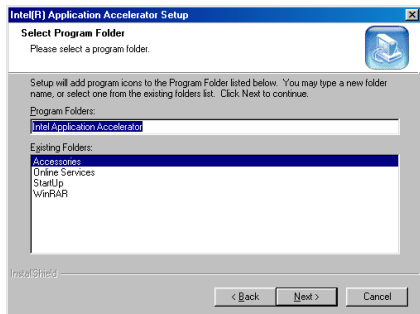 Intel(R) Application Accelerator Setup
Select Program Folder
Please select a program folder.
Setup will add program icons to the Program Folder listed below. You may type a new folder
name, or select one from the existing folders list. Click Next to continue.
Program Folders:
Intel Application Accelerator
Existing Folders:
Accessories
Online Services
StartUp
WinRAR
InstallShield
< Back
Next >
Cancel